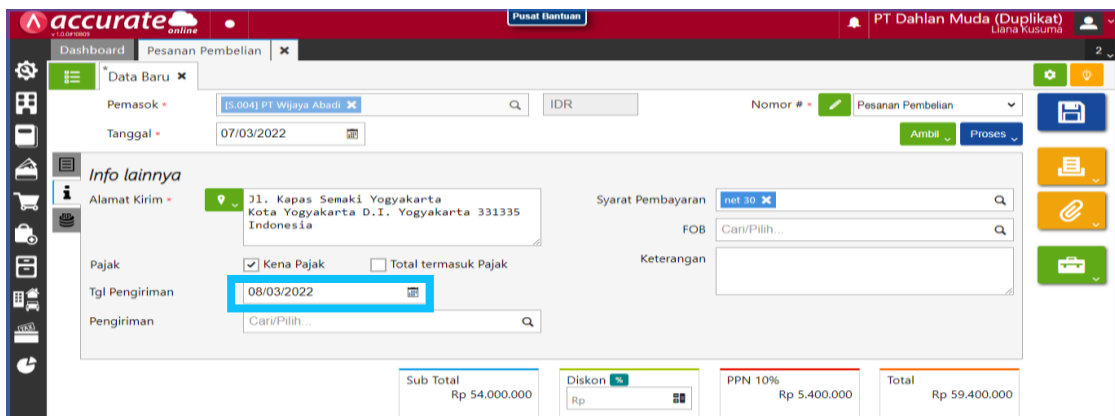 accurate online
v 1.0.0#10809
Pusat Bantuan
PT Dahlan Muda (Duplikat)
Liana Kusuma
Dashboard
Pesanan Pembelian
2
*Data Baru
Pemasok *
[S.004] PT Wijaya Abadi
IDR
Nomor # *
Pesanan Pembelian
Tanggal *
07/03/2022
Ambil
Proses
Info lainnya
Alamat Kirim *
Jl. Kapas Semaki Yogyakarta
Kota Yogyakarta D.I. Yogyakarta 331335
Indonesia
Syarat Pembayaran
net 30
FOB
Cari/Pilih...
Keterangan
Pajak
Kena Pajak
Total termasuk Pajak
Tgl Pengiriman
08/03/2022
Pengiriman
Cari/Pilih...
Sub Total
Rp 54.000.000
Diskon %
Rp
PPN 10%
Rp 5.400.000
Total
Rp 59.400.000